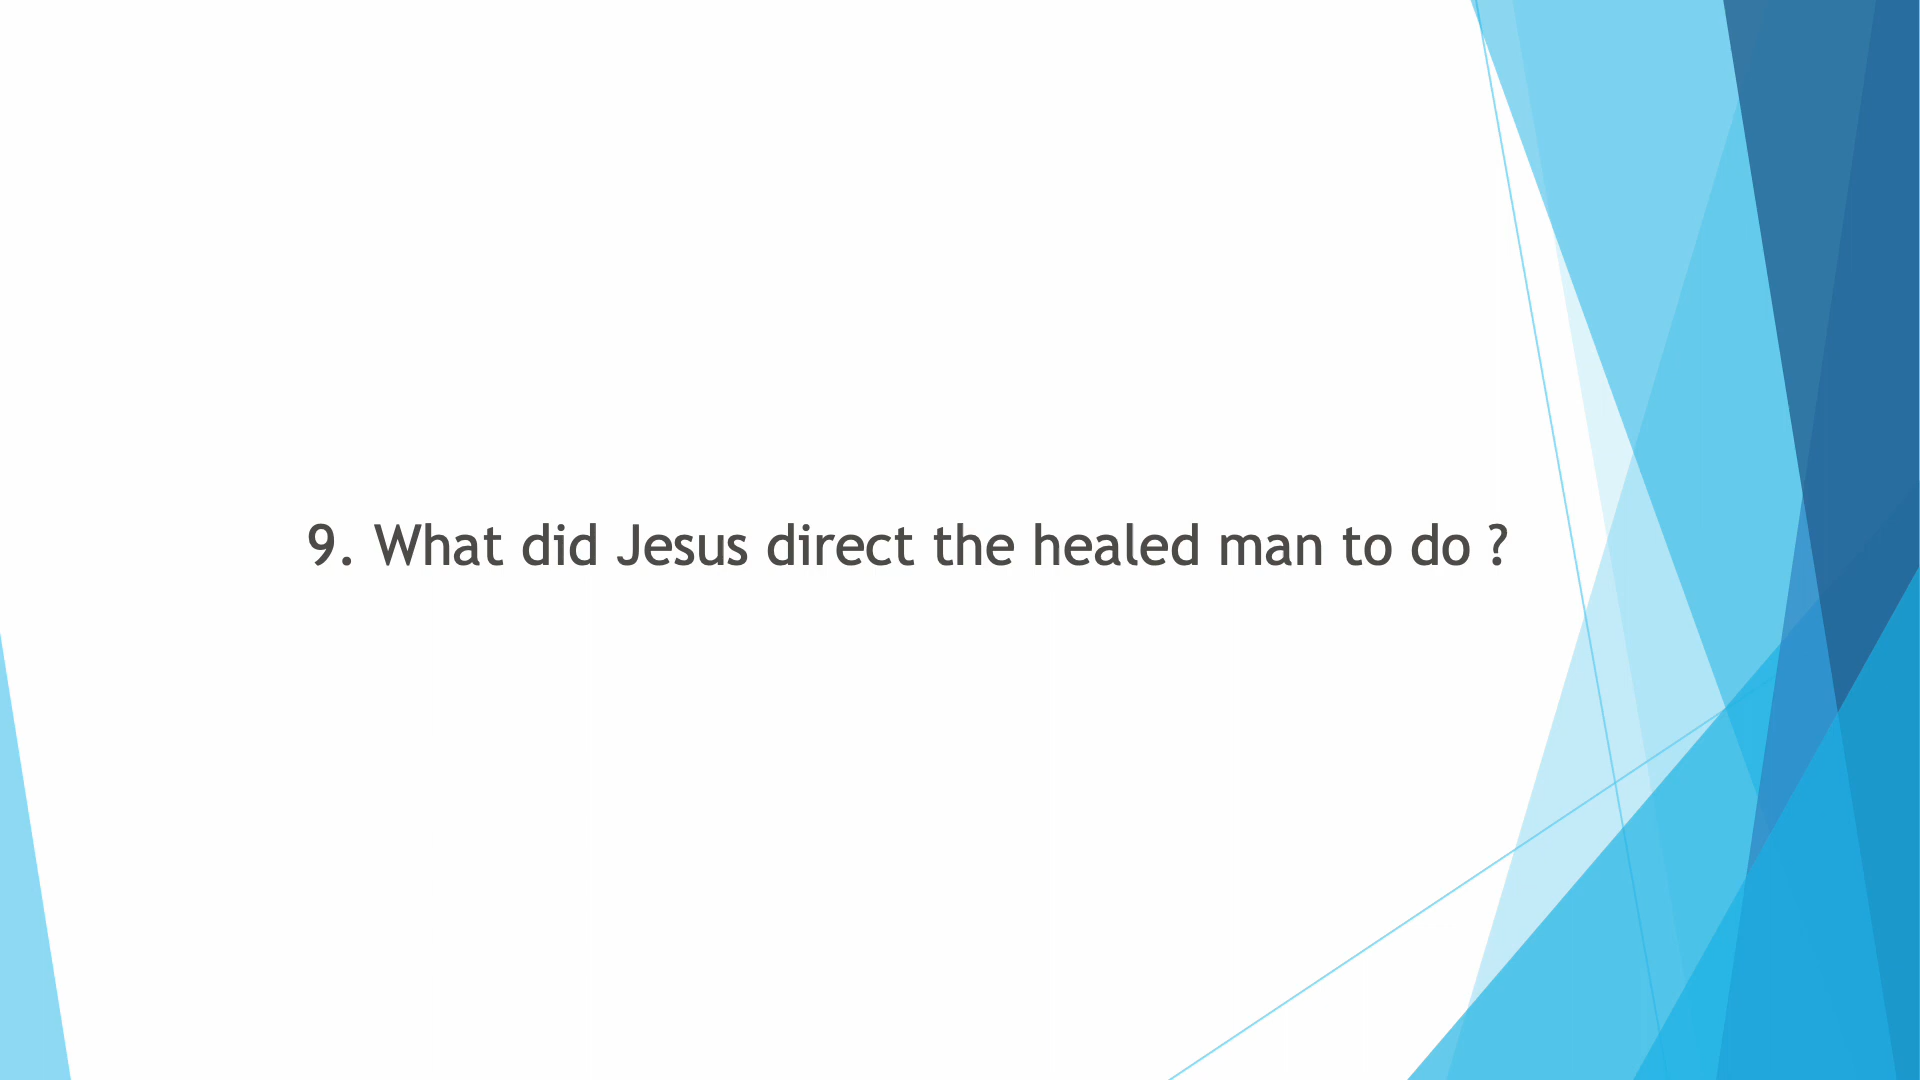 9. What did Jesus direct the healed man to do ?